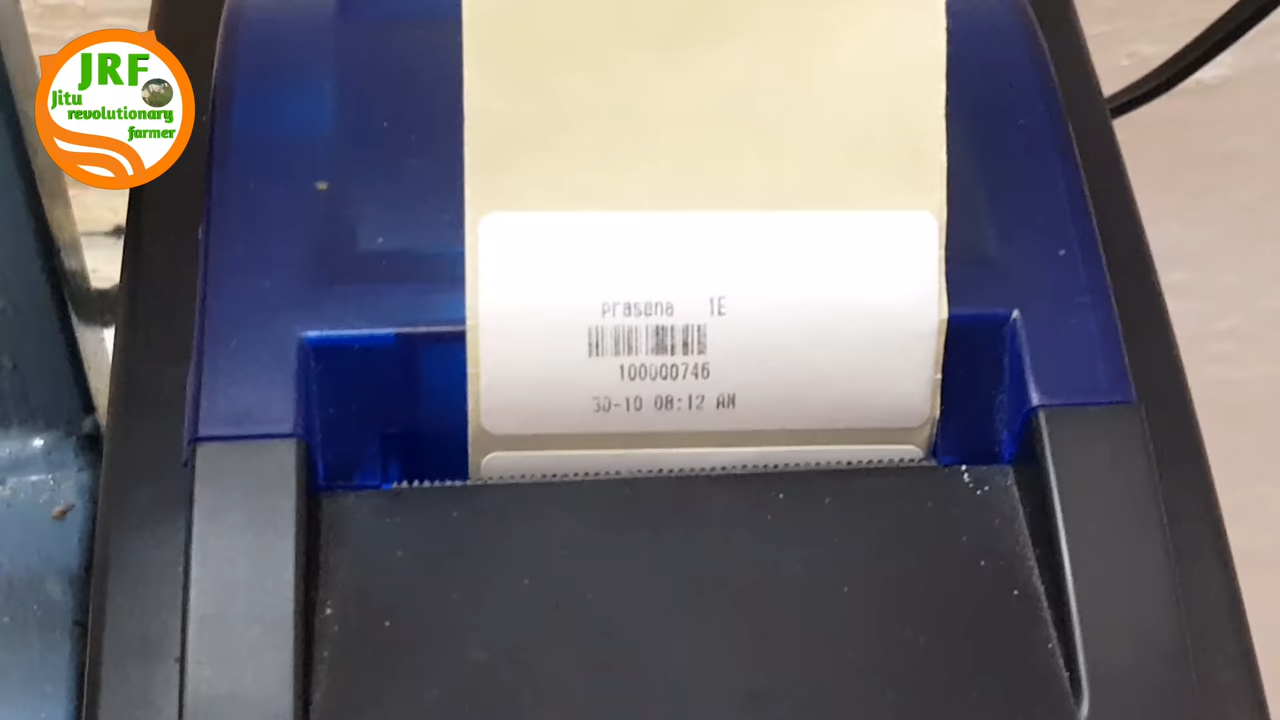 JRF
Jitu
revolutionary
farmer
prasena 1E
100000746
30-10 08:12 AM